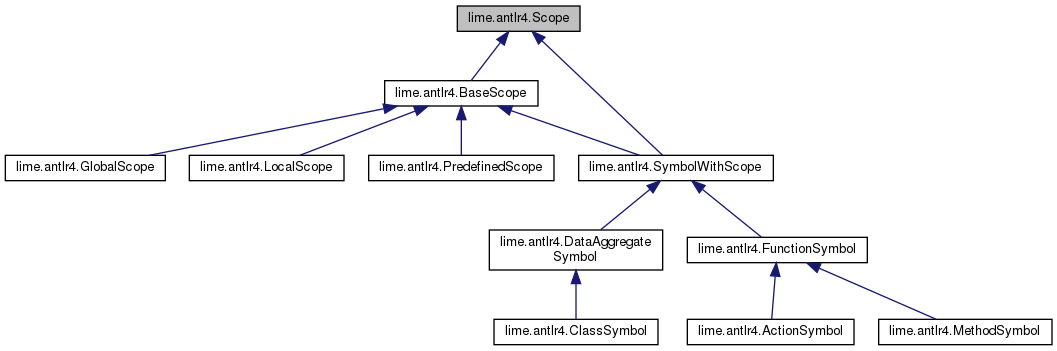 lime.antlr4.Scope
lime.antlr4.BaseScope
lime.antlr4.GlobalScope
lime.antlr4.LocalScope
lime.antlr4.PredefinedScope
lime.antlr4.SymbolWithScope
lime.antlr4.DataAggregate
Symbol
lime.antlr4.FunctionSymbol
lime.antlr4.ClassSymbol
lime.antlr4.ActionSymbol
lime.antlr4.MethodSymbol